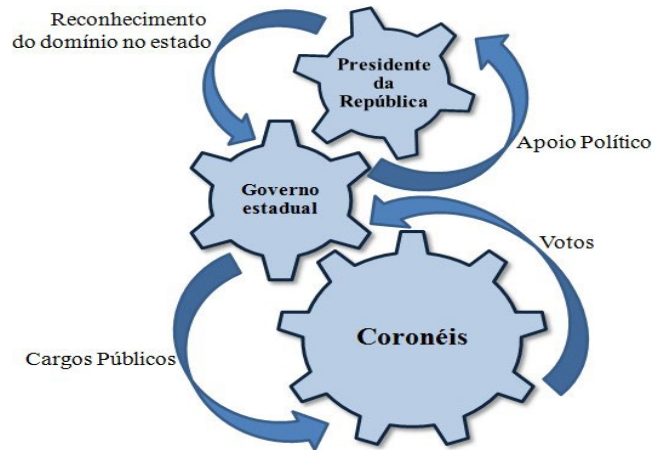 Reconhecimento
do domínio no estado
Presidente
da
República
Apoio Político
Governo
estadual
Votos
Coronéis
Cargos Públicos